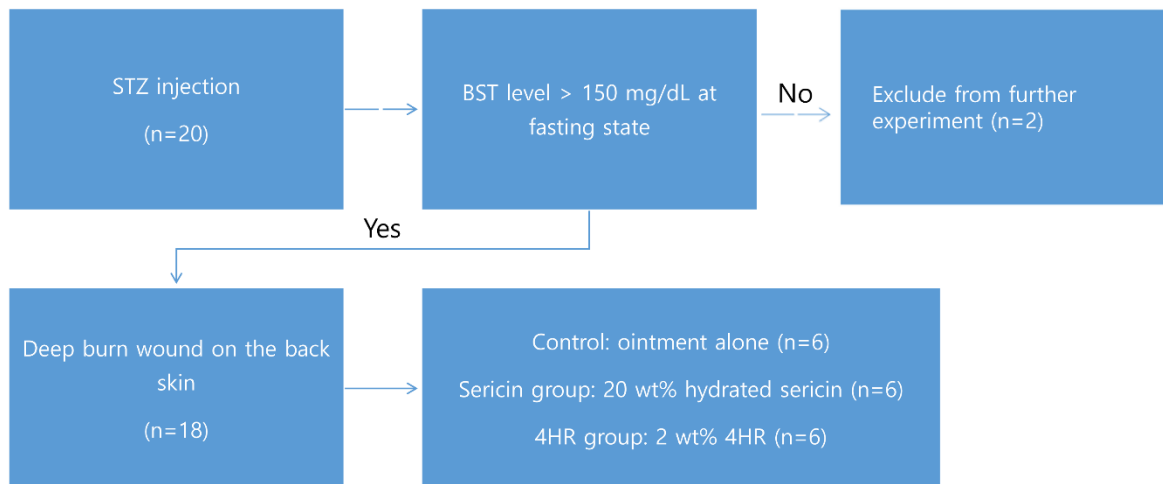 STZ injection
(n=20)
BST level > 150 mg/dL at
fasting state
No
Exclude from further
experiment (n=2)
Yes
Deep burn wound on the back
skin
(n=18)
Control: ointment alone (n=6)
Sericin group: 20 wt% hydrated sericin (n=6)
4HR group: 2 wt% 4HR (n=6)